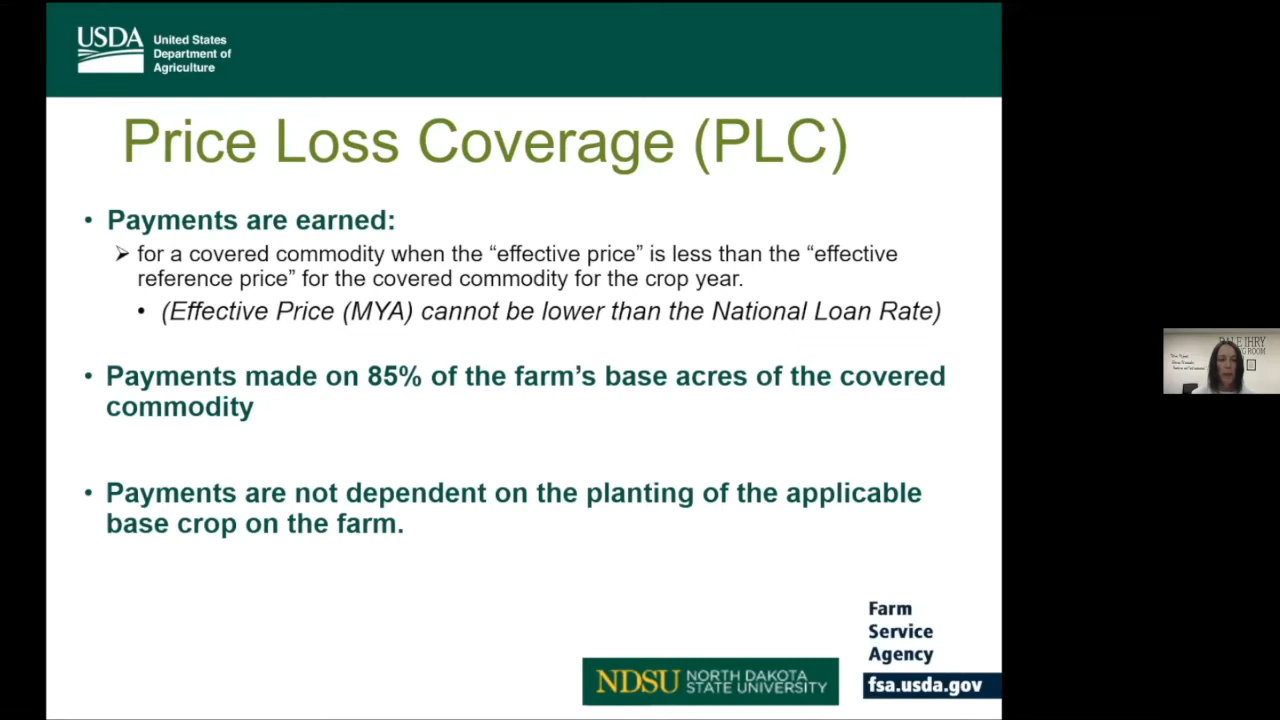 USDA
United States
Department of
Agriculture
Price Loss Coverage (PLC)
• Payments are earned:
➢ for a covered commodity when the “effective price” is less than the “effective
reference price” for the covered commodity for the crop year.
• (Effective Price (MYA) cannot be lower than the National Loan Rate)
• Payments made on 85% of the farm’s base acres of the covered
commodity
• Payments are not dependent on the planting of the applicable
base crop on the farm.
Farm
Service
Agency
fsa.usda.gov
NDSU
NORTH DAKOTA
STATE UNIVERSITY
IHRY
ROOM